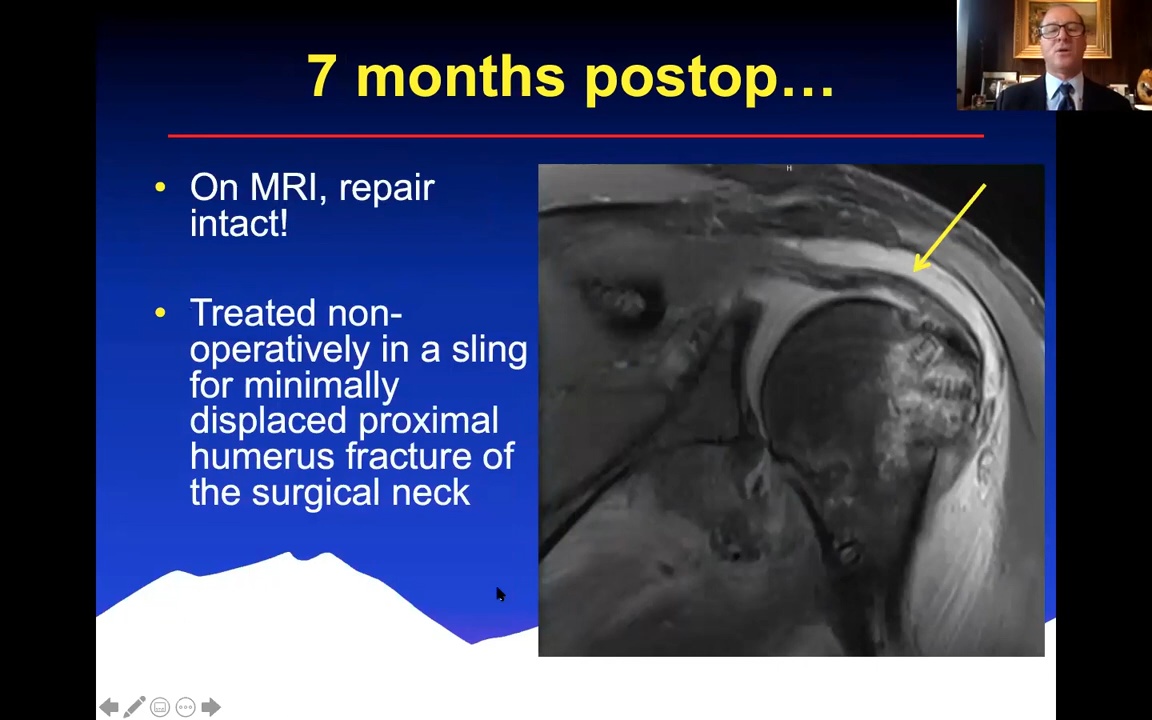 7 months postop…
On MRI, repair
intact!
Treated non-
operatively in a sling
for minimally
displaced proximal
humerus fracture of
the surgical neck
H